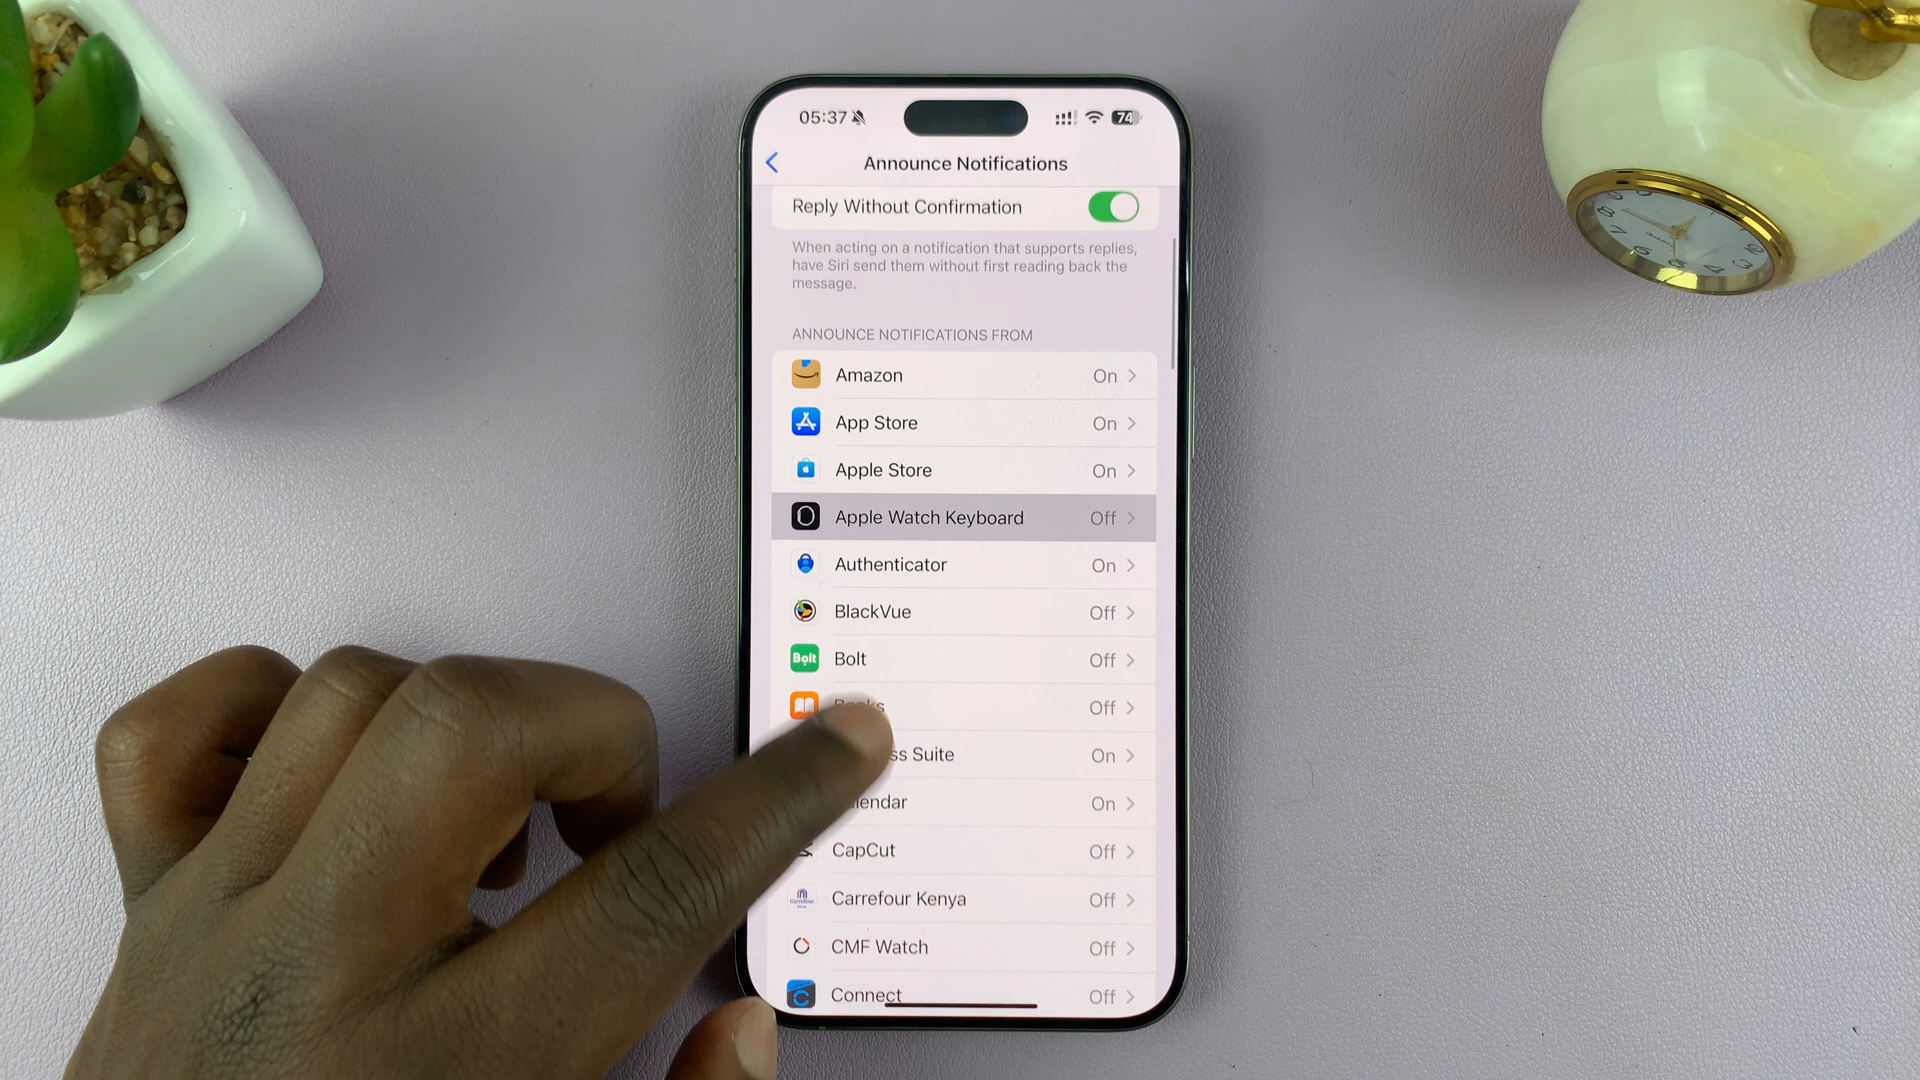 05:37 74
Announce Notifications
Reply Without Confirmation
When acting on a notification that supports replies,
have Siri send them without first reading back the
message.
ANNOUNCE NOTIFICATIONS FROM
Amazon On
App Store On
Apple Store On
Apple Watch Keyboard Off
Authenticator On
BlackVue Off
Bolt Bolt Off
Books Off
ss Suite On
lendar On
CapCut Off
Carrefour Kenya Off
CMF Watch Off
Connect Off